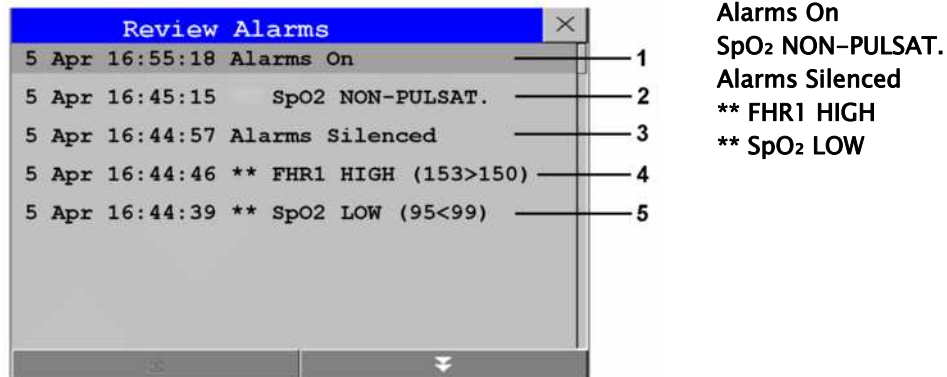 Review Alarms
5 Apr 16:55:18 Alarms On
5 Apr 16:45:15 SpO2 NON-PULSAT.
5 Apr 16:44:57 Alarms Silenced
5 Apr 16:44:46 ** FHR1 HIGH (153>150)
5 Apr 16:44:39 ** SpO2 LOW (95<99)
1
2
3
4
5
Alarms On
SpO₂ NON-PULSAT.
Alarms Silenced
** FHR1 HIGH
** SpO₂ LOW